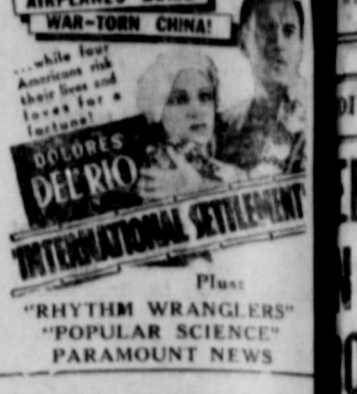 AIRPLANES
WAR-TORN CHINA!
...while four
Americans risk
their lives and
loves for a
fortune!
DOLORES
DEL RIO
'INTERNATIONAL SETTLEMENT'
Plus:
"RHYTHM WRANGLERS"
"POPULAR SCIENCE"
PARAMOUNT NEWS